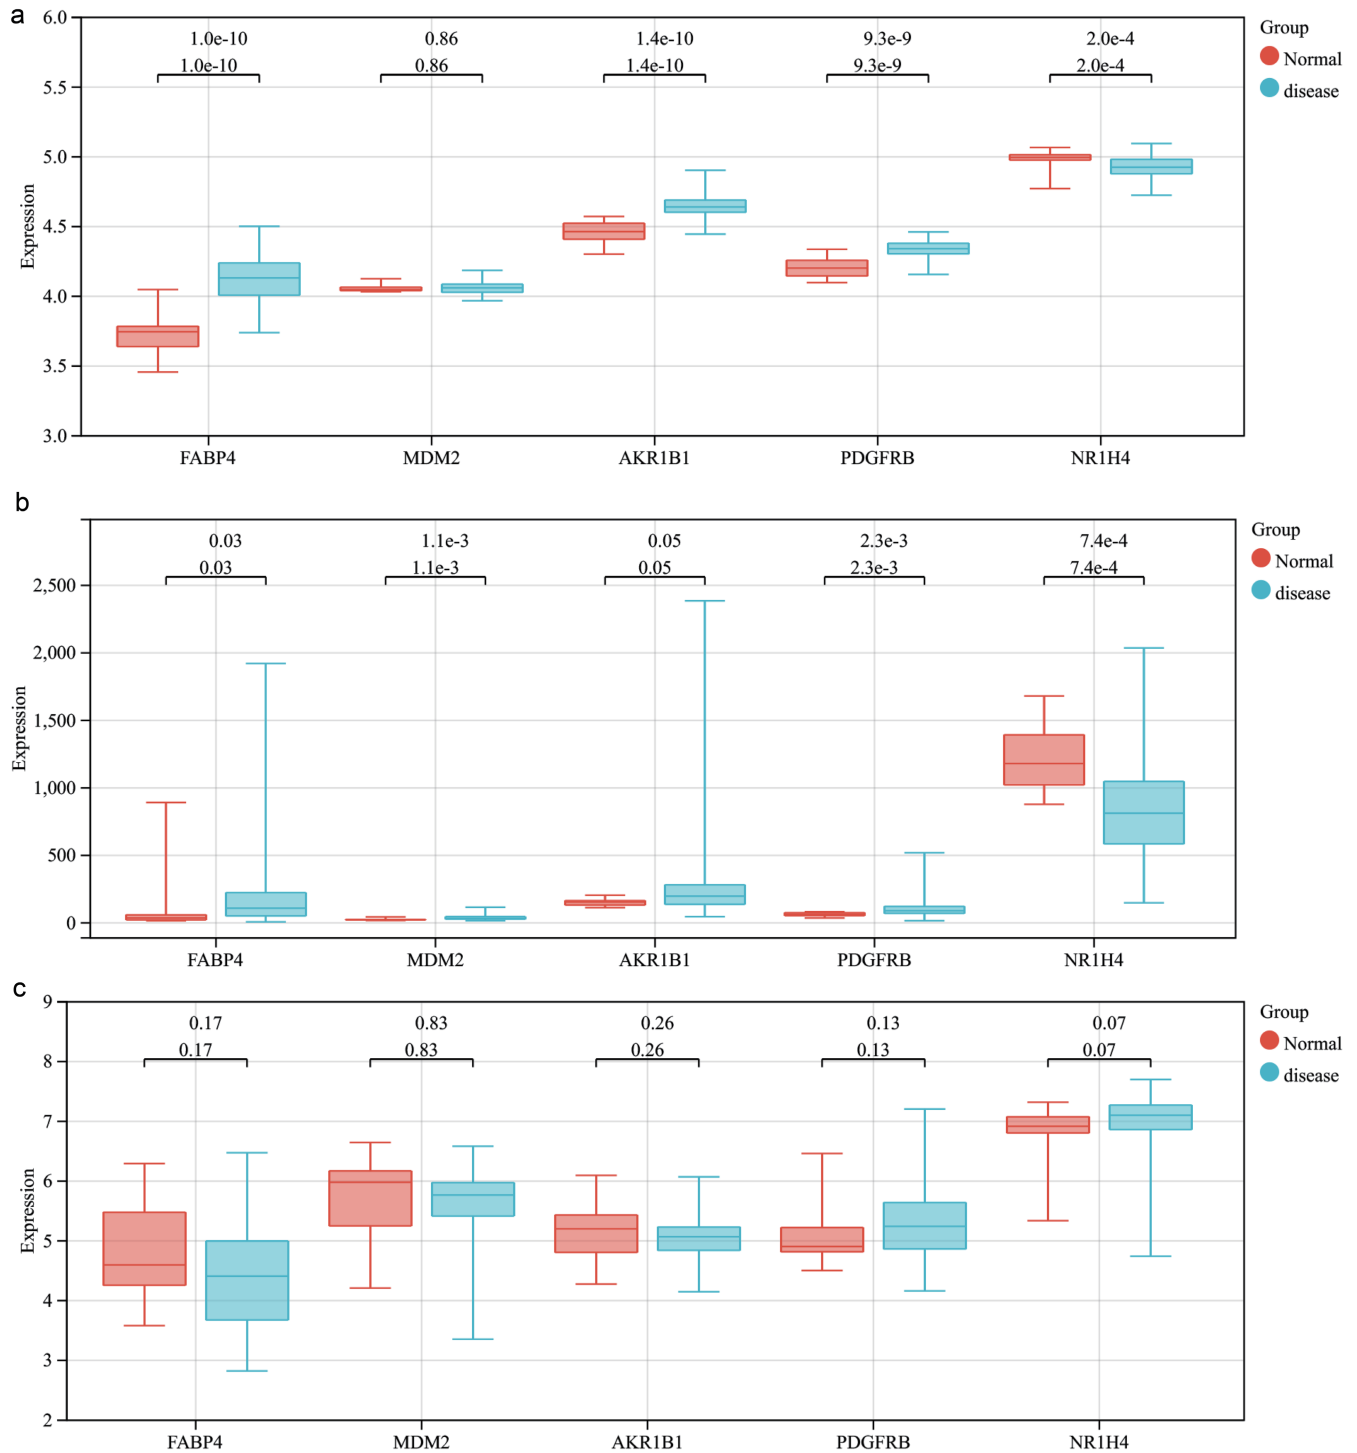 a
6.0
5.5
5.0
4.5
4.0
3.5
3.0
Expression
1.0e-10 0.86 1.4e-10 9.3e-9 2.0e-4
1.0e-10 0.86 1.4e-10 9.3e-9 2.0e-4
FABP4 MDM2 AKR1B1 PDGFRB NR1H4
Group
Normal
disease
b
2,500
2,000
1,500
1,000
500
0
Expression
0.03 1.1e-3 0.05 2.3e-3 7.4e-4
0.03 1.1e-3 0.05 2.3e-3 7.4e-4
FABP4 MDM2 AKR1B1 PDGFRB NR1H4
Group
Normal
disease
c
9
8
7
6
5
4
3
2
Expression
0.17 0.83 0.26 0.13 0.07
0.17 0.83 0.26 0.13 0.07
FABP4 MDM2 AKR1B1 PDGFRB NR1H4
Group
Normal
disease